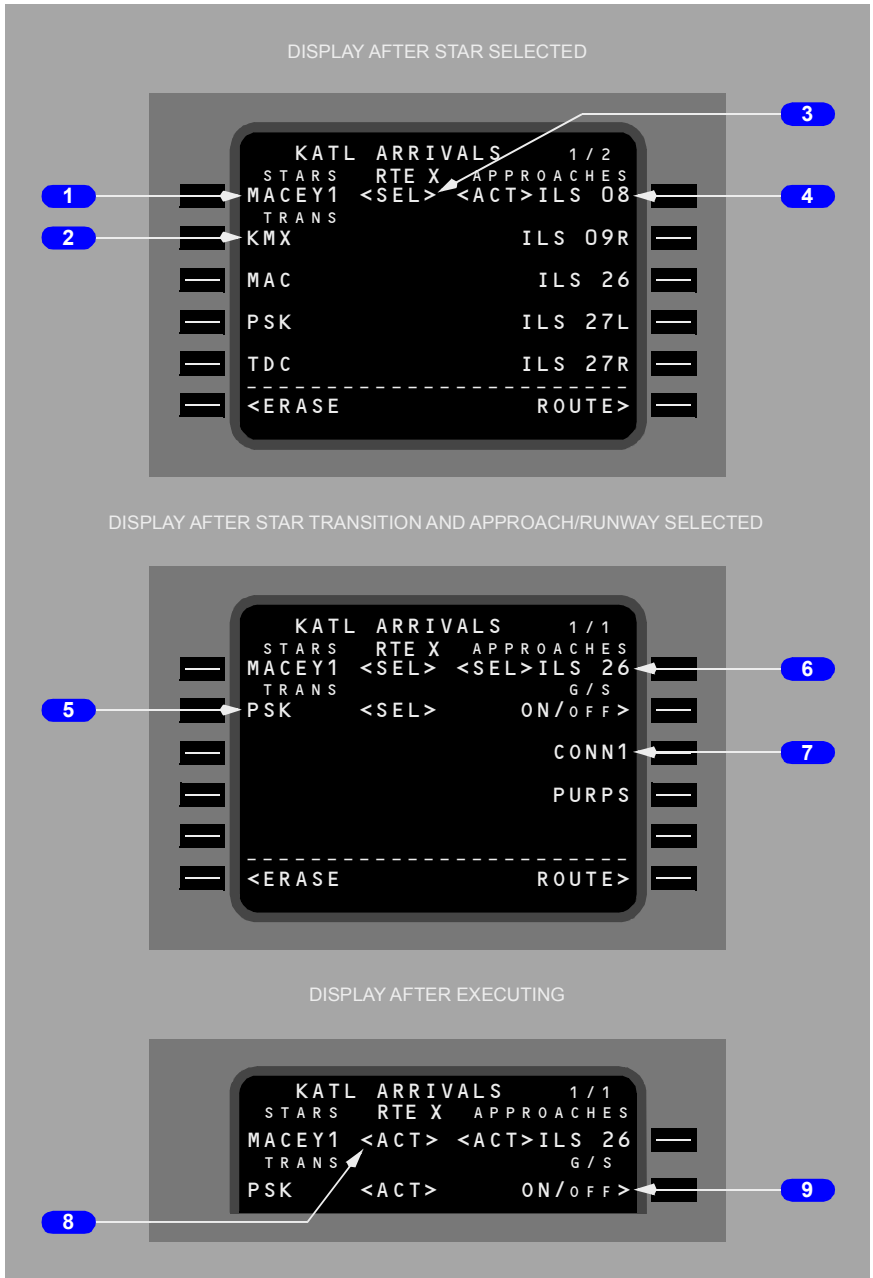 DISPLAY AFTER STAR SELECTED
3
KATL ARRIVALS 1/2
STARS RTE X APPROACHES
1 MACEY1 <SEL> <ACT>ILS 08 4
TRANS
2 KMX ILS 09R
MAC ILS 26
PSK ILS 27L
TDC ILS 27R
--------------------------------
<ERASE ROUTE>
DISPLAY AFTER STAR TRANSITION AND APPROACH/RUNWAY SELECTED
KATL ARRIVALS 1/1
STARS RTE X APPROACHES
MACEY1 <SEL> <SEL>ILS 26 6
TRANS G/S
5 PSK <SEL> ON/OFF>
CONN1 7
PURPS
--------------------------------
<ERASE ROUTE>
DISPLAY AFTER EXECUTING
KATL ARRIVALS 1/1
STARS RTE X APPROACHES
MACEY1 <ACT> <ACT>ILS 26
TRANS G/S
PSK <ACT> ON/OFF> 9
8